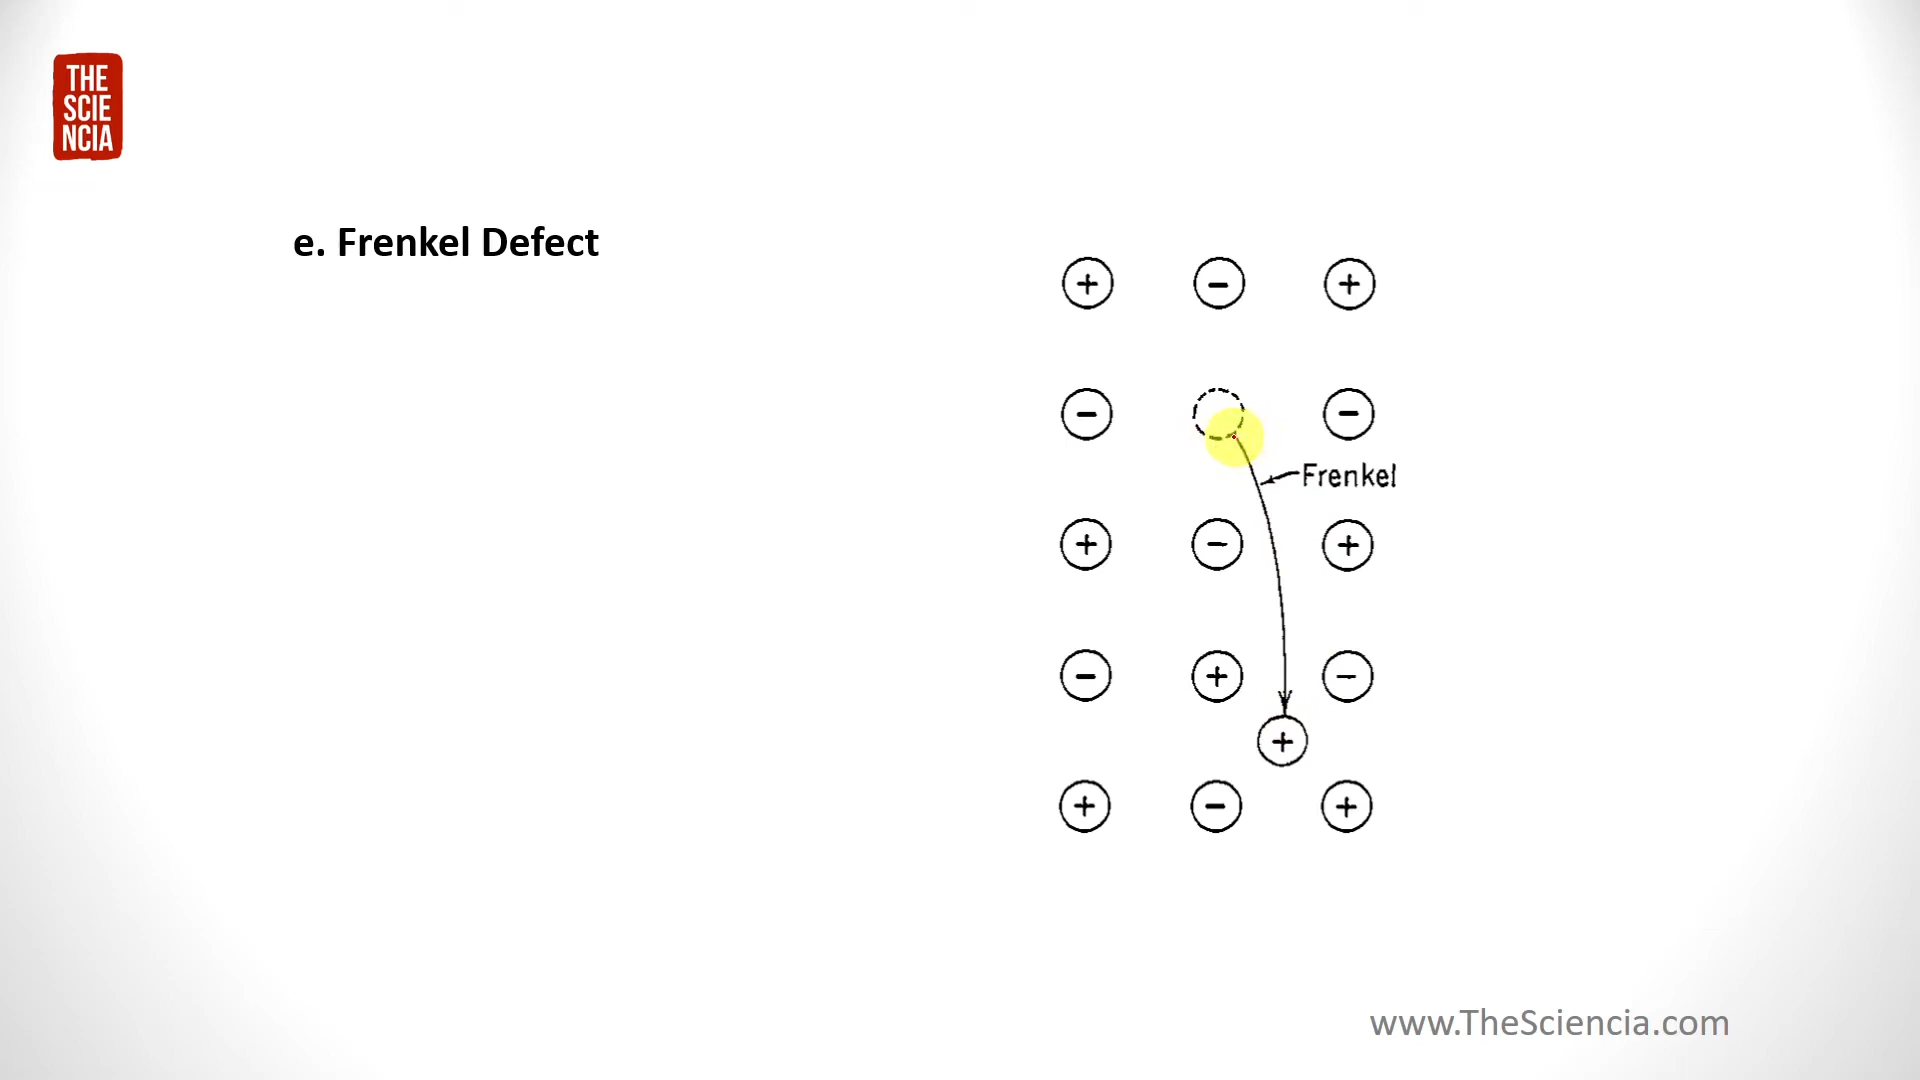 THE
SCIE
NCIA
e. Frenkel Defect
+ − +
− −
Frenkel
+ − +
− + −
+
+ − +
www.TheSciencia.com